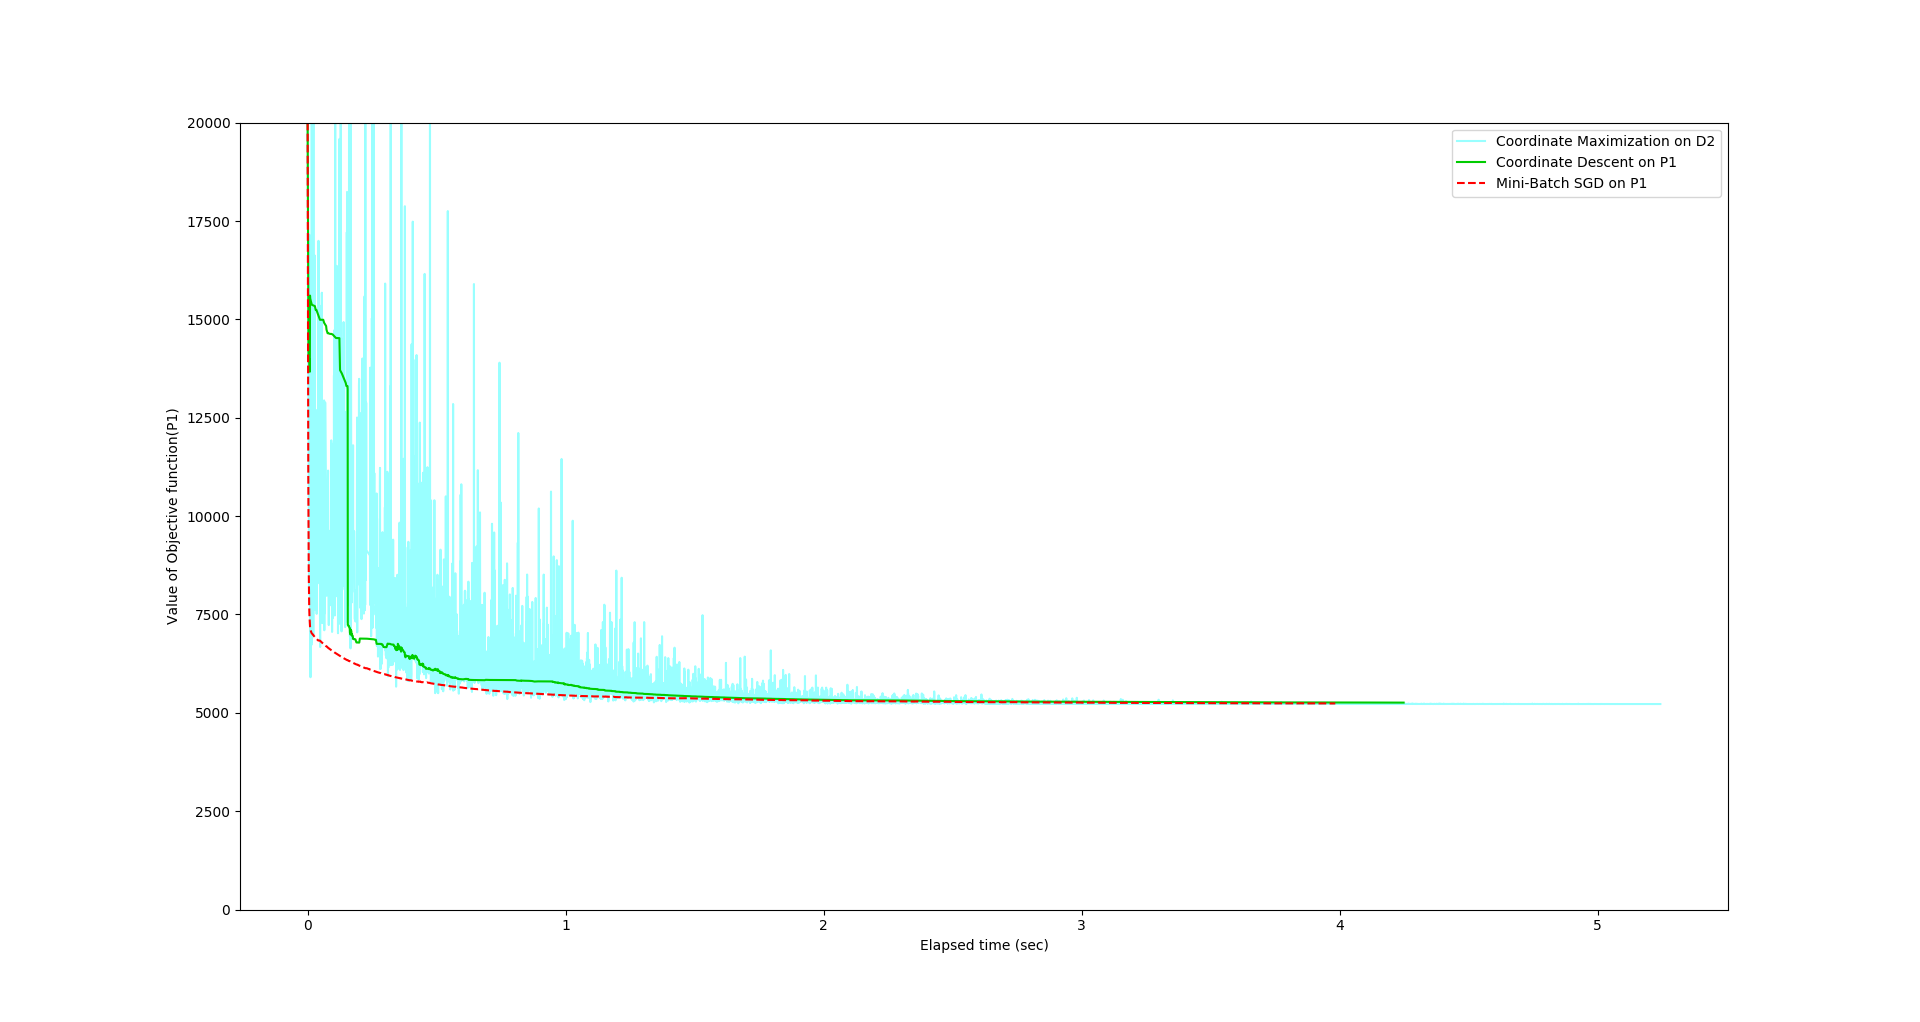 20000
17500
15000
12500
10000
7500
5000
2500
0
Value of Objective function(P1)
Coordinate Maximization on D2
Coordinate Descent on P1
Mini-Batch SGD on P1
0 1 2 3 4 5
Elapsed time (sec)